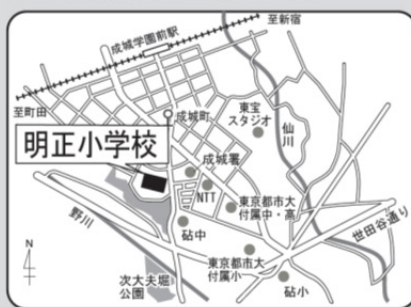 至新宿
成城学園前駅
至町田
成城町
東宝
スタジオ
仙川
明正小学校
成城署
NTT
東京都市大
付属中・高
世田谷通り
野川
砧中
N
東京都市大
付属小
次大夫堀
公園
砧小